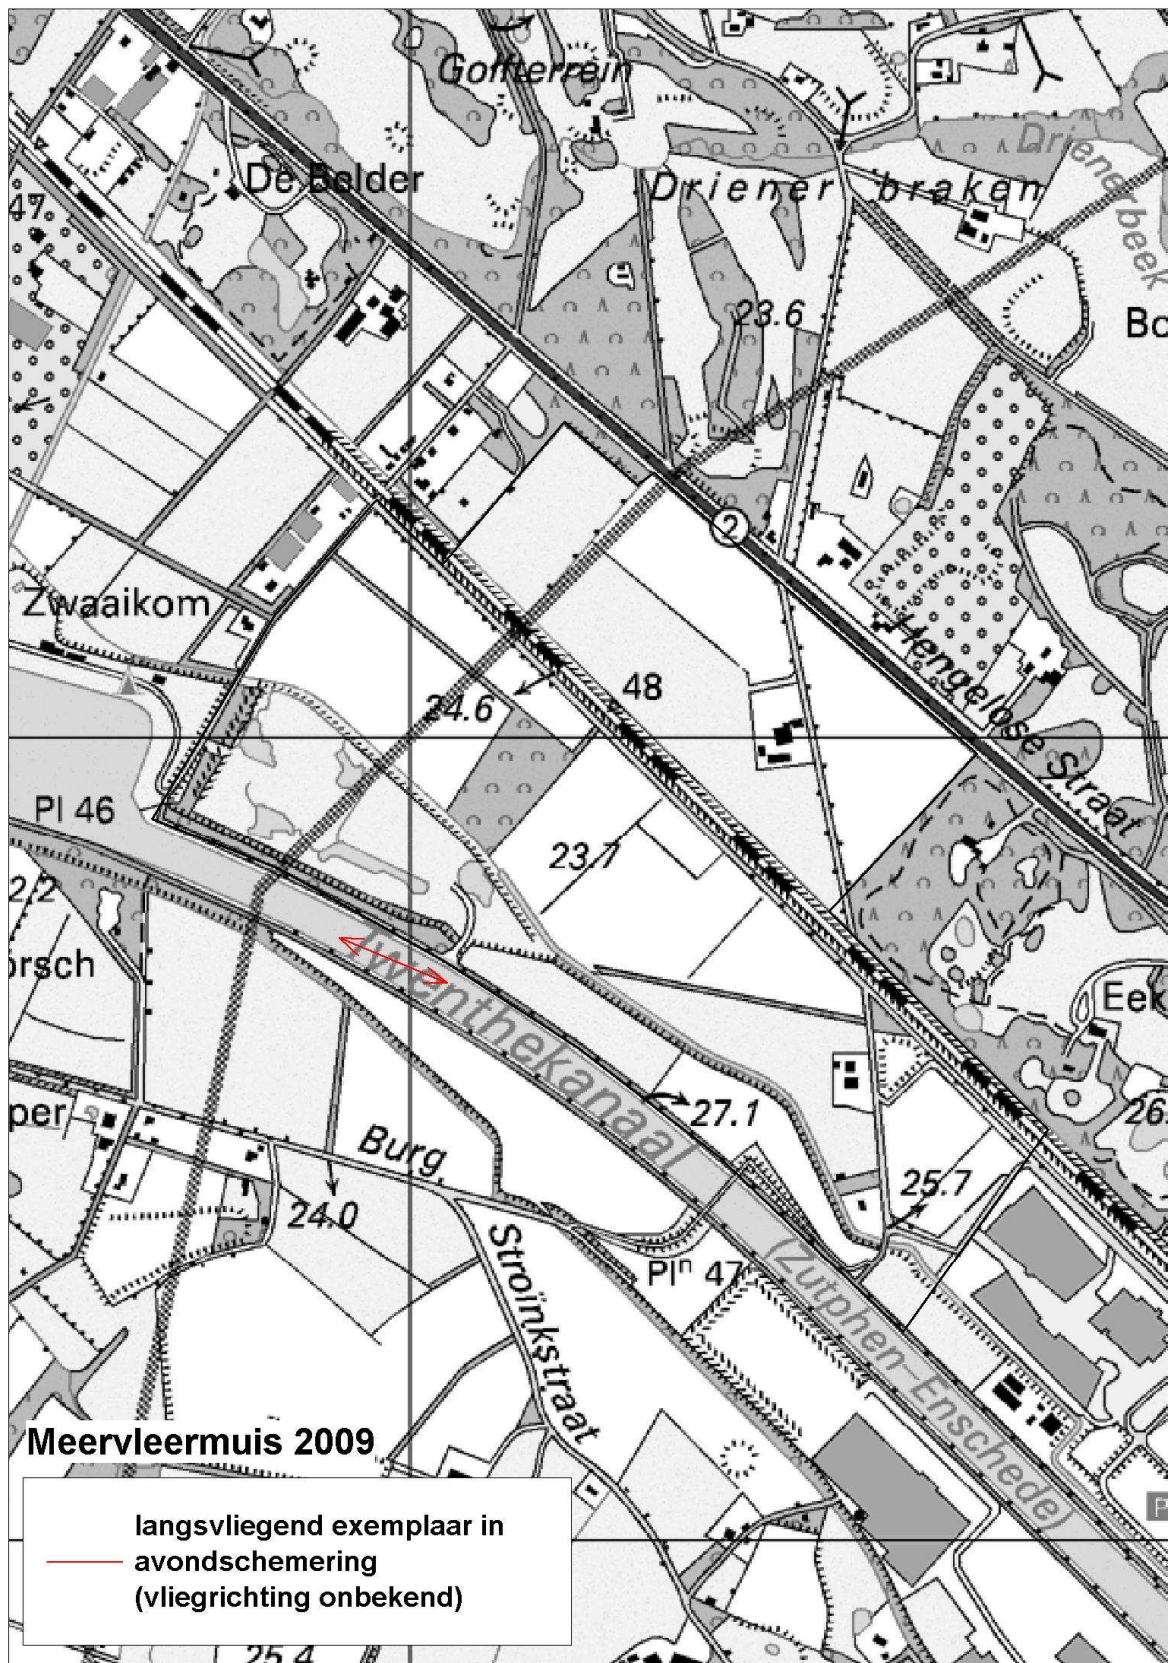 Goffterrein
De Bolder
Driener braken
Drienerbeek
47
23.6
Bo
2
Zwaaikom
Hengelose Straat
48
24.6
Pl 46
23.7
2.2
orsch
Twenthekanaal
Eek
per
27.1
26.
Burg
25.7
24.0
Stroïnkstraat
Plⁿ 47
(Zutphen–Enschede)
P
Meervleermuis 2009
langsvliegend exemplaar in
avondschemering
(vliegrichting onbekend)
25.4